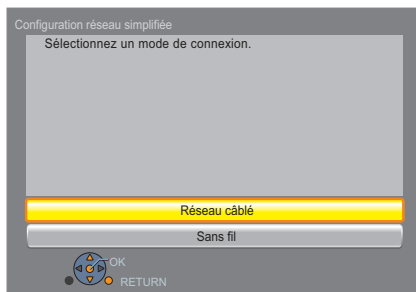 Configuration réseau simplifiée
Sélectionnez un mode de connexion.
Réseau câblé
Sans fil
OK
RETURN